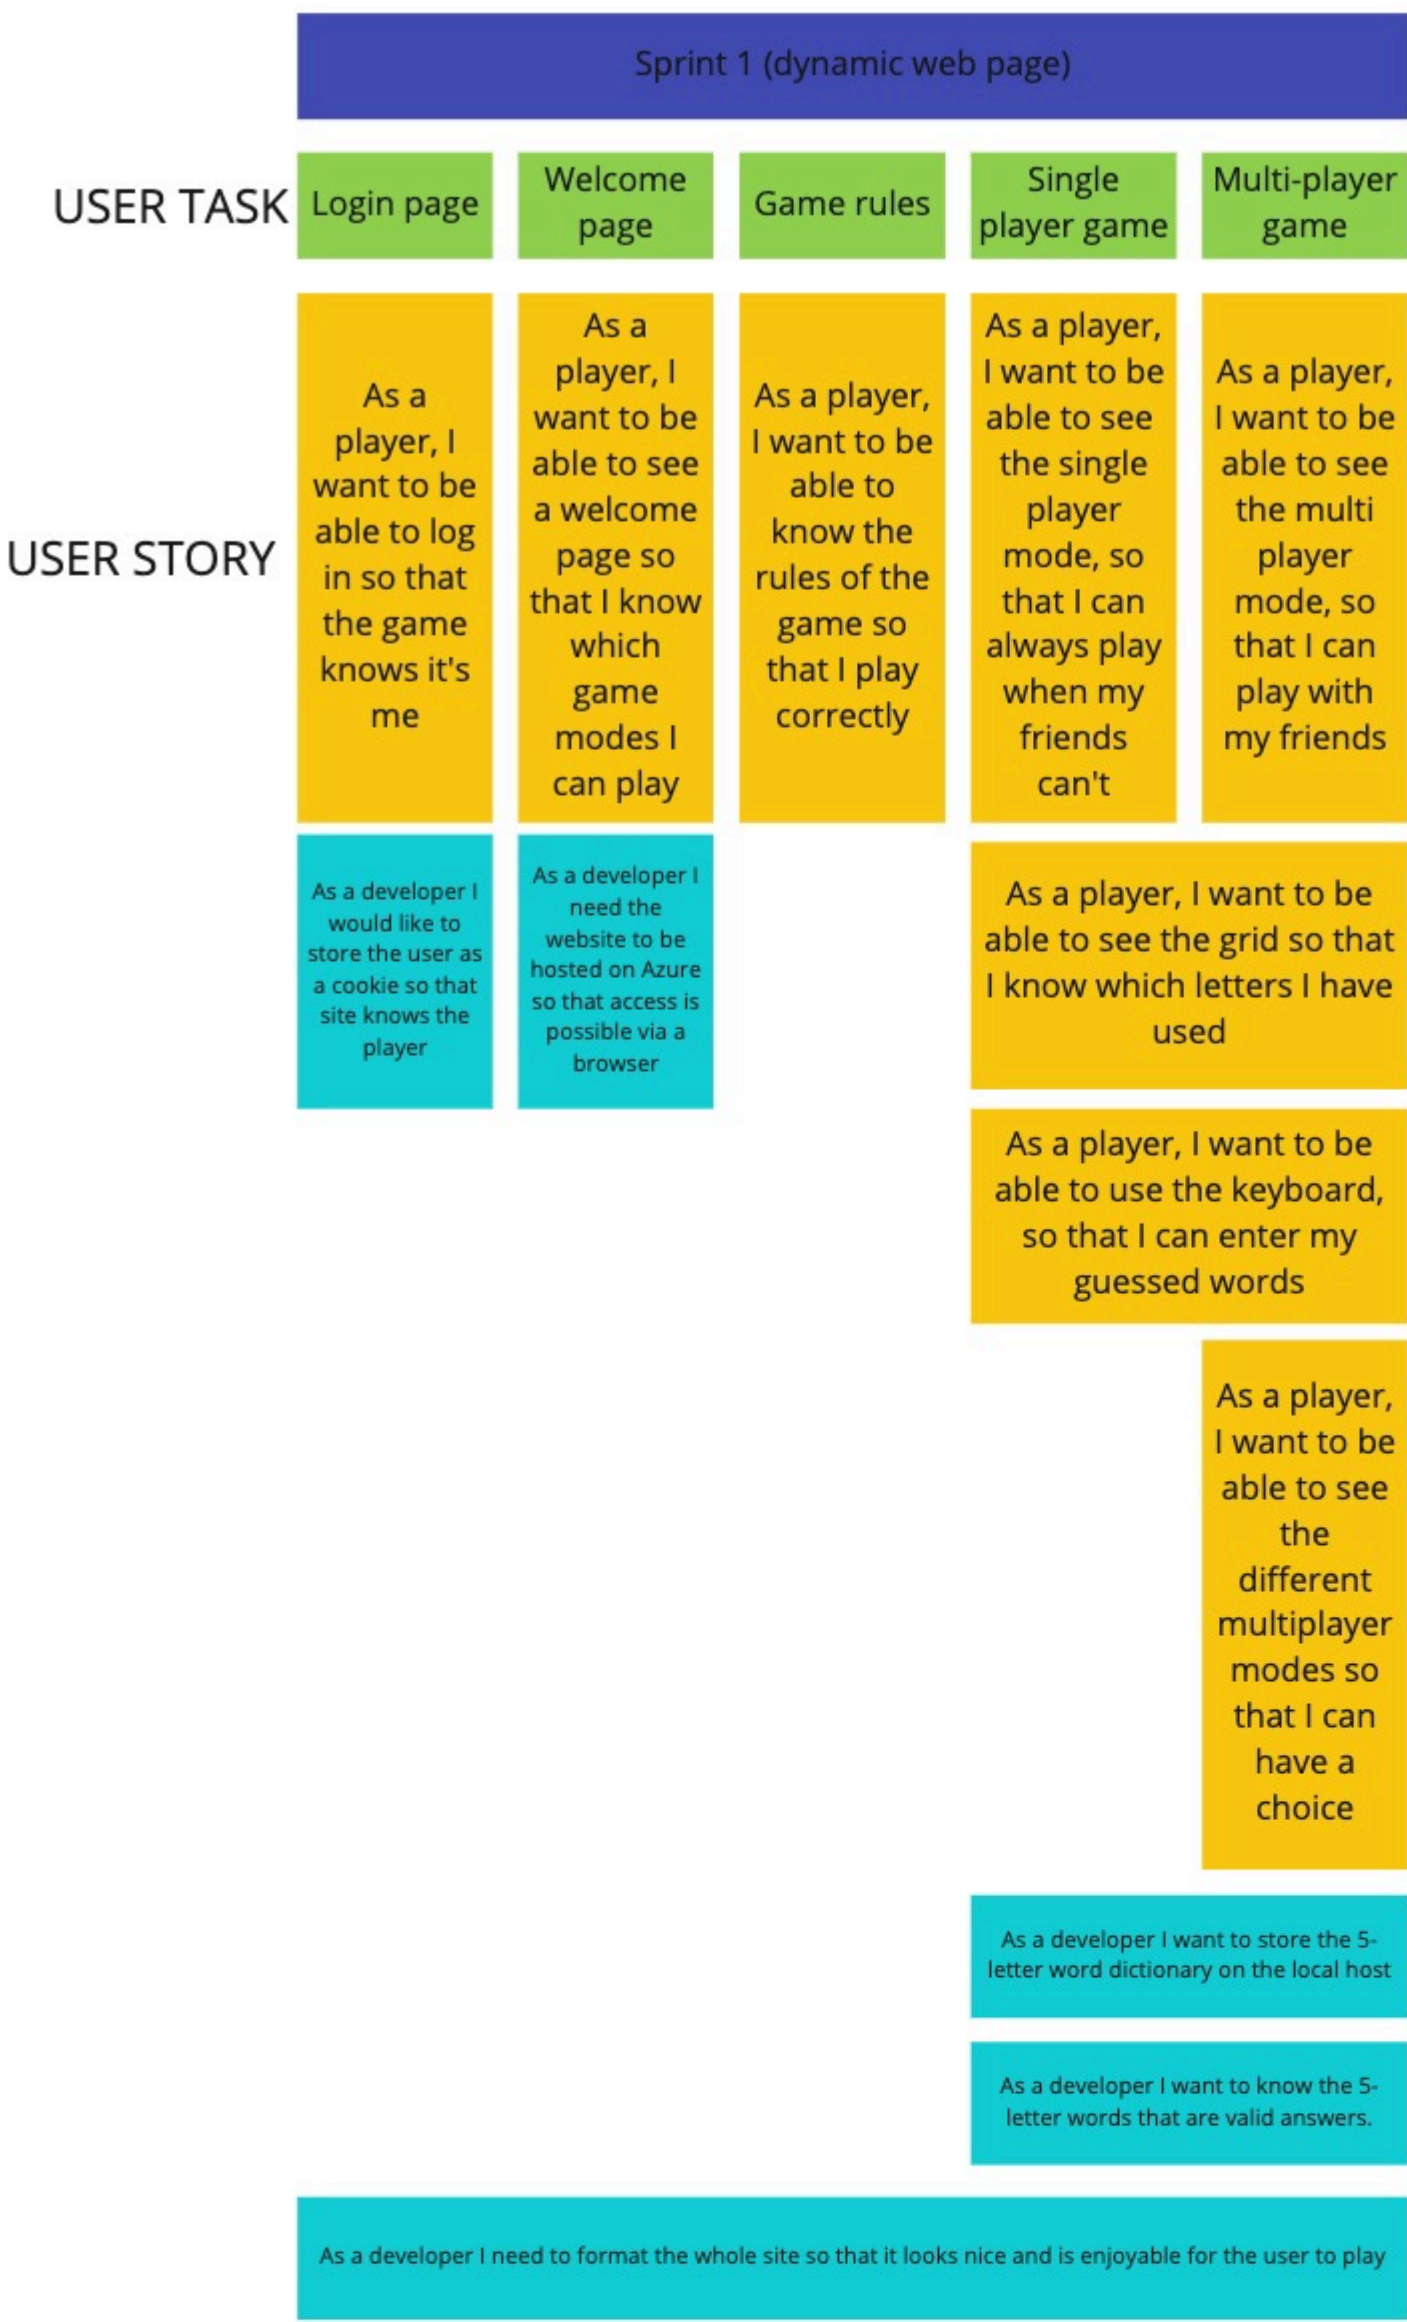 Sprint 1 (dynamic web page)
USER TASK
Login page
Welcome
page
Game rules
Single
player game
Multi-player
game
USER STORY
As a
player, I
want to be
able to log
in so that
the game
knows it's
me
As a
player, I
want to be
able to see
a welcome
page so
that I know
which
game
modes I
can play
As a player,
I want to be
able to
know the
rules of the
game so
that I play
correctly
As a player,
I want to be
able to see
the single
player
mode, so
that I can
always play
when my
friends
can't
As a player,
I want to be
able to see
the multi
player
mode, so
that I can
play with
my friends
As a developer I
would like to
store the user as
a cookie so that
site knows the
player
As a developer I
need the
website to be
hosted on Azure
so that access is
possible via a
browser
As a player, I want to be
able to see the grid so that
I know which letters I have
used
As a player, I want to be
able to use the keyboard,
so that I can enter my
guessed words
As a player,
I want to be
able to see
the
different
multiplayer
modes so
that I can
have a
choice
As a developer I want to store the 5-
letter word dictionary on the local host
As a developer I want to know the 5-
letter words that are valid answers.
As a developer I need to format the whole site so that it looks nice and is enjoyable for the user to play